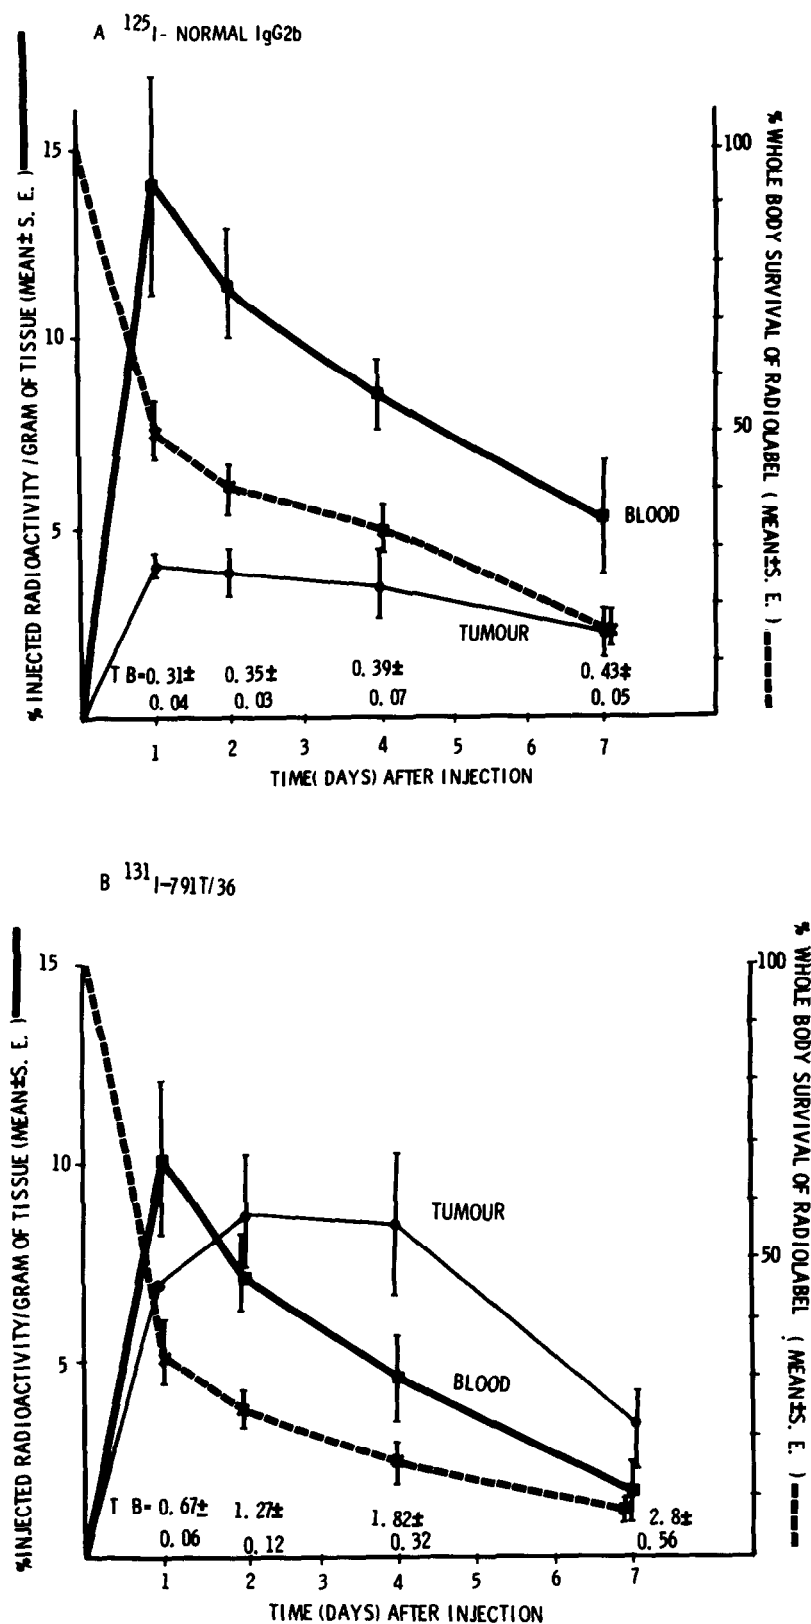 A 125I- NORMAL IgG2b
% INJECTED RADIOACTIVITY/GRAM OF TISSUE (MEAN±S. E. )
% WHOLE BODY SURVIVAL OF RADIOLABEL ( MEAN±S. E. )
15
10
5
100
50
BLOOD
TUMOUR
T B=0. 31±
0. 04
0. 35±
0. 03
0. 39±
0. 07
0. 43±
0. 05
1 2 3 4 5 6 7
TIME( DAYS) AFTER INJECTION
B 131I-791T/36
% INJECTED RADIOACTIVITY/GRAM OF TISSUE (MEAN±S. E. )
% WHOLE BODY SURVIVAL OF RADIOLABEL ( MEAN±S. E. )
15
10
5
100
50
TUMOUR
BLOOD
T B= 0. 67±
0. 06
1. 27±
0. 12
1. 82±
0. 32
2. 8±
0. 56
1 2 3 4 5 6 7
TIME (DAYS) AFTER INJECTION